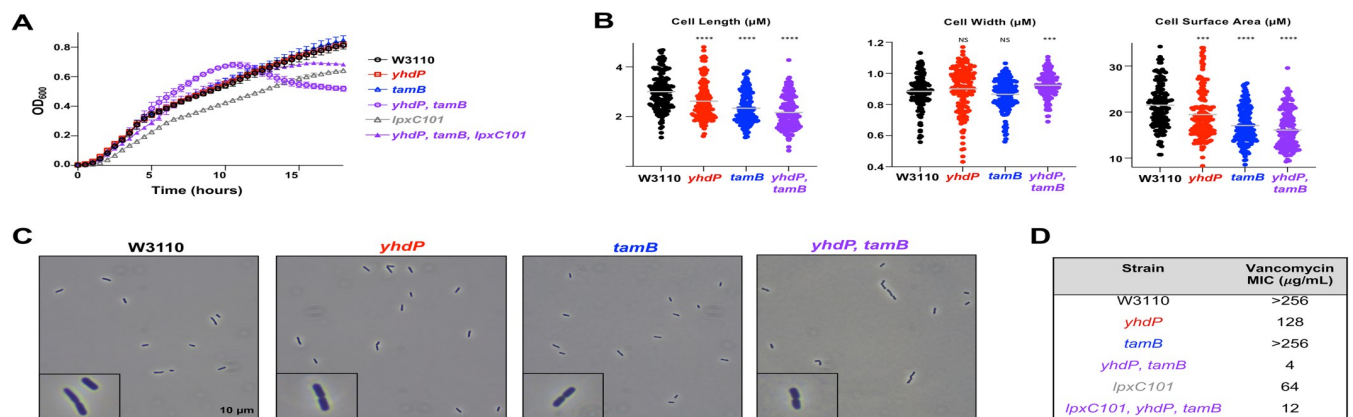 A
OD600
0.8
0.6
0.4
0.2
0.0
0
5
10
15
Time (hours)
W3110
yhdP
tamB
yhdP, tamB
lpxC101
yhdP, tamB, lpxC101
B
Cell Length (µM)
**** **** ****
4
2
W3110 yhdP tamB yhdP,
tamB
Cell Width (µM)
NS NS ***
1.2
1.0
0.8
0.6
0.4
W3110 yhdP tamB yhdP,
tamB
Cell Surface Area (µM)
*** **** ****
30
20
10
W3110 yhdP tamB yhdP,
tamB
C
W3110
10 µm
yhdP
tamB
yhdP, tamB
D
Strain Vancomycin
MIC (µg/mL)
W3110 >256
yhdP 128
tamB >256
yhdP, tamB 4
lpxC101 64
lpxC101, yhdP, tamB 12